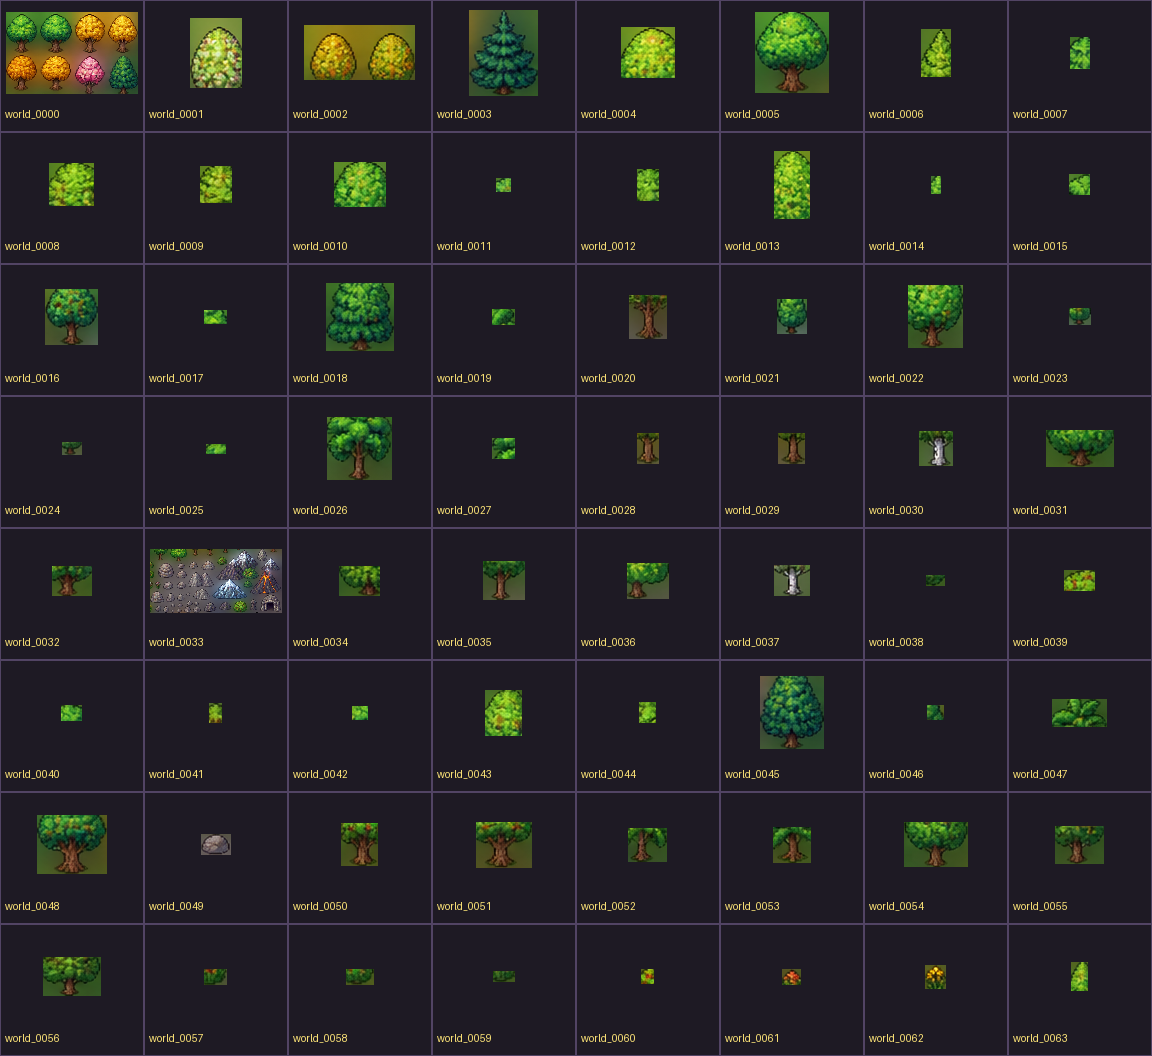 world_0000 world_0001 world_0002 world_0003 world_0004 world_0005 world_0006 world_0007
world_0008 world_0009 world_0010 world_0011 world_0012 world_0013 world_0014 world_0015
world_0016 world_0017 world_0018 world_0019 world_0020 world_0021 world_0022 world_0023
world_0024 world_0025 world_0026 world_0027 world_0028 world_0029 world_0030 world_0031
world_0032 world_0033 world_0034 world_0035 world_0036 world_0037 world_0038 world_0039
world_0040 world_0041 world_0042 world_0043 world_0044 world_0045 world_0046 world_0047
world_0048 world_0049 world_0050 world_0051 world_0052 world_0053 world_0054 world_0055
world_0056 world_0057 world_0058 world_0059 world_0060 world_0061 world_0062 world_0063